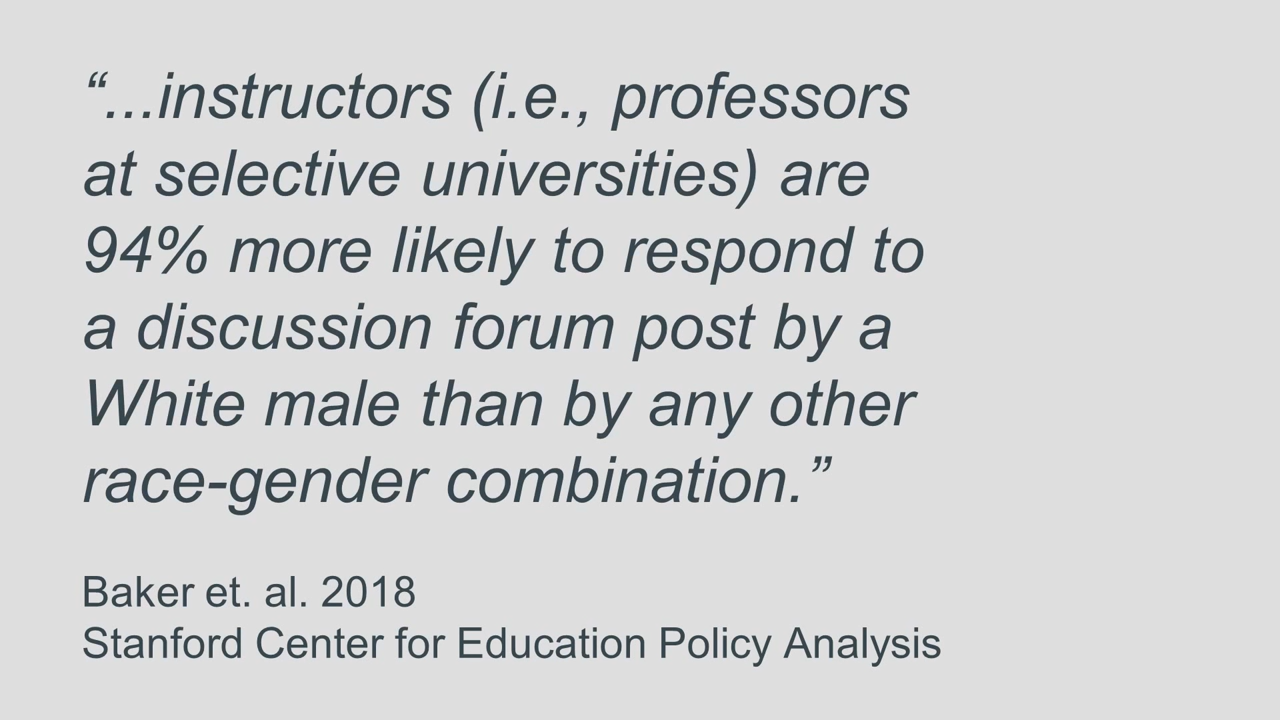 “...instructors (i.e., professors
at selective universities) are
94% more likely to respond to
a discussion forum post by a
White male than by any other
race-gender combination.”
Baker et. al. 2018
Stanford Center for Education Policy Analysis